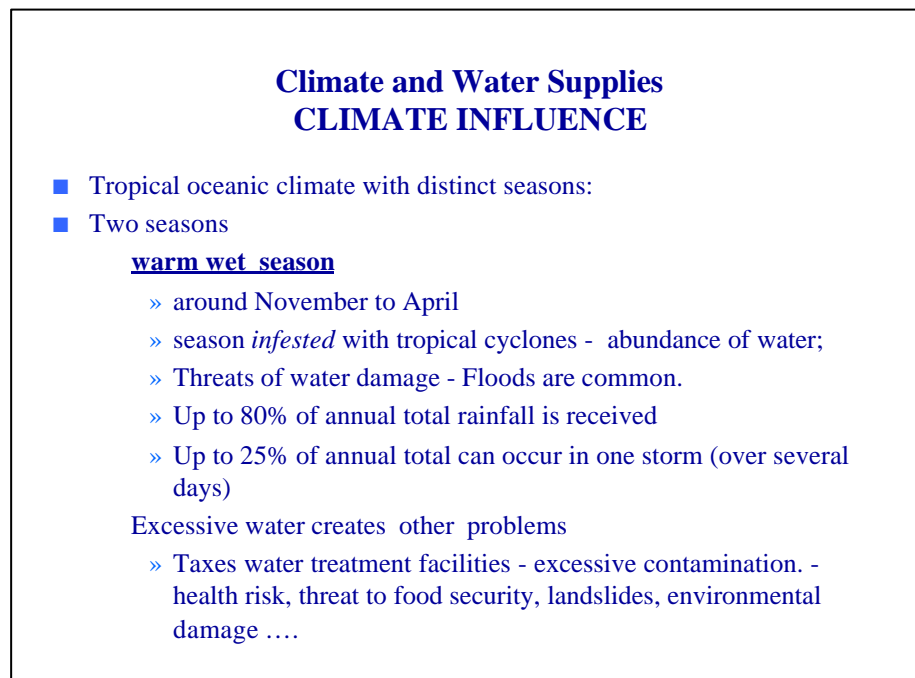 Climate and Water Supplies
CLIMATE INFLUENCE
■ Tropical oceanic climate with distinct seasons:
■ Two seasons
warm wet season
» around November to April
» season infested with tropical cyclones - abundance of water;
» Threats of water damage - Floods are common.
» Up to 80% of annual total rainfall is received
» Up to 25% of annual total can occur in one storm (over several
days)
Excessive water creates other problems
» Taxes water treatment facilities - excessive contamination. -
health risk, threat to food security, landslides, environmental
damage ….